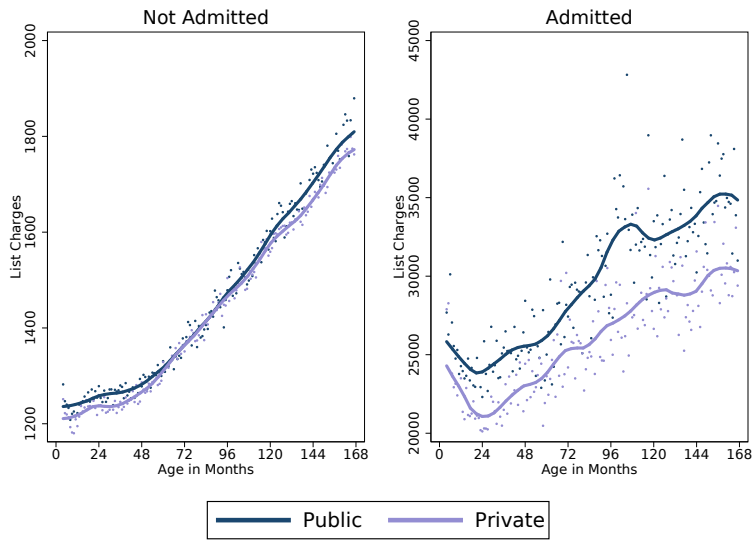 Not Admitted
List Charges
2000
1800
1600
1400
1200
0 24 48 72 96 120 144 168
Age in Months
Admitted
List Charges
45000
40000
35000
30000
25000
20000
0 24 48 72 96 120 144 168
Age in Months
Public Private